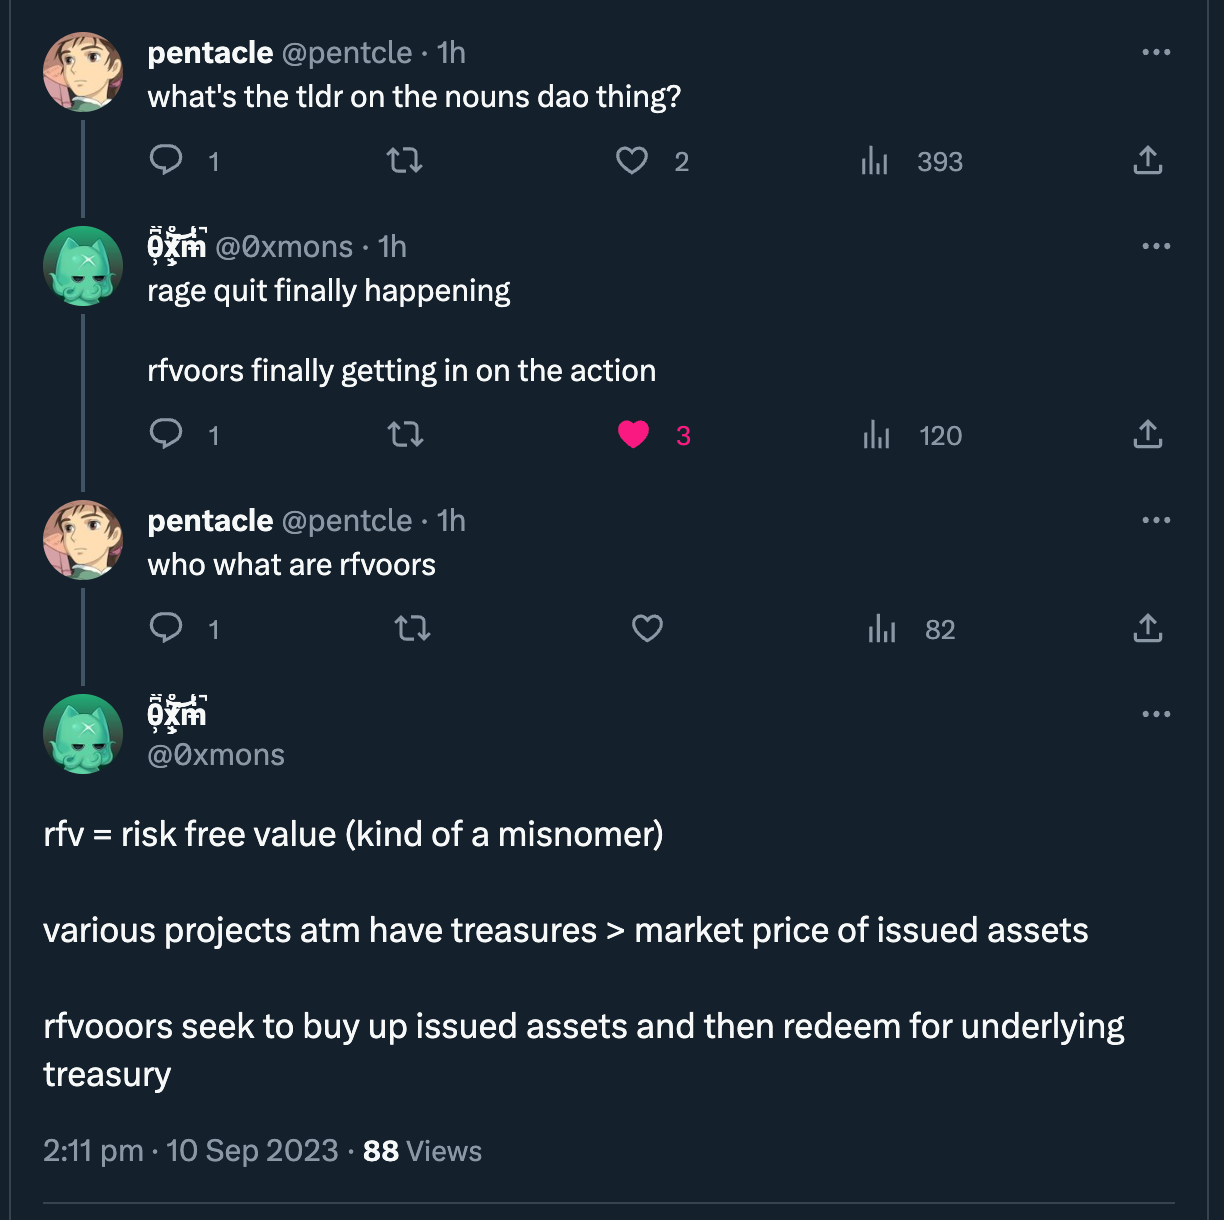 pentacle @pentcle · 1h
what's the tldr on the nouns dao thing?
1 2 393
@0xmons · 1h
rage quit finally happening
rfvoors finally getting in on the action
1 3 120
pentacle @pentcle · 1h
who what are rfvoors
1 82
@0xmons
rfv = risk free value (kind of a misnomer)
various projects atm have treasures > market price of issued assets
rfvooors seek to buy up issued assets and then redeem for underlying
treasury
2:11 pm · 10 Sep 2023 · 88 Views